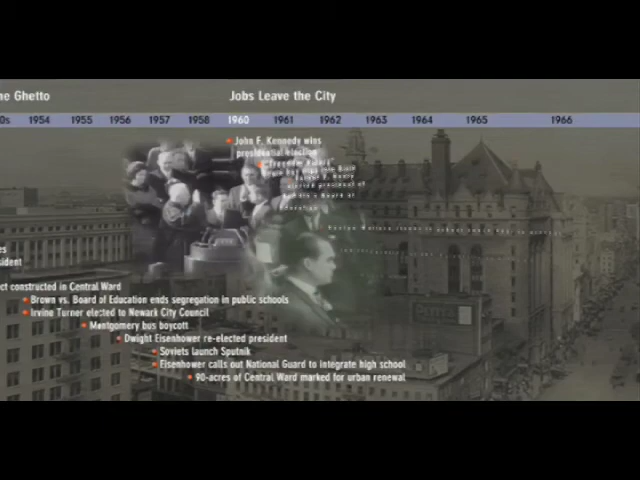 he Ghetto
Jobs Leave the City
0s 1954 1955 1956 1957 1958 1960 1961 1962 1963 1964 1965 1966
John F. Kennedy wins
presidential election
"Freedom Riders"
es
sident
ect constructed in Central Ward
Brown vs. Board of Education ends segregation in public schools
Irvine Turner elected to Newark City Council
Montgomery bus boycott
Dwight Eisenhower re-elected president
Soviets launch Sputnik
Eisenhower calls out National Guard to integrate high school
90-acres of Central Ward marked for urban renewal